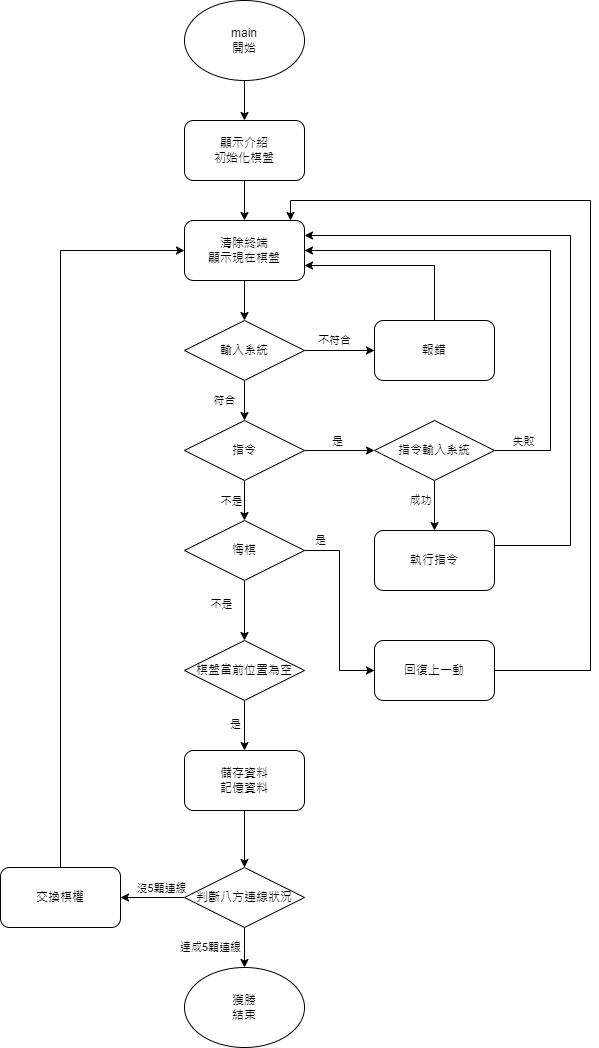 main
開始
顯示介紹
初始化棋盤
清除終端
顯示現在棋盤
輸入系統
不符合
報錯
符合
指令
是
指令輸入系統
失敗
成功
不是
執行指令
悔棋
是
不是
棋盤當前位置為空
回復上一動
是
儲存資料
記憶資料
沒5顆連線
交換棋權
判斷八方連線狀況
達成5顆連線
獲勝
結束